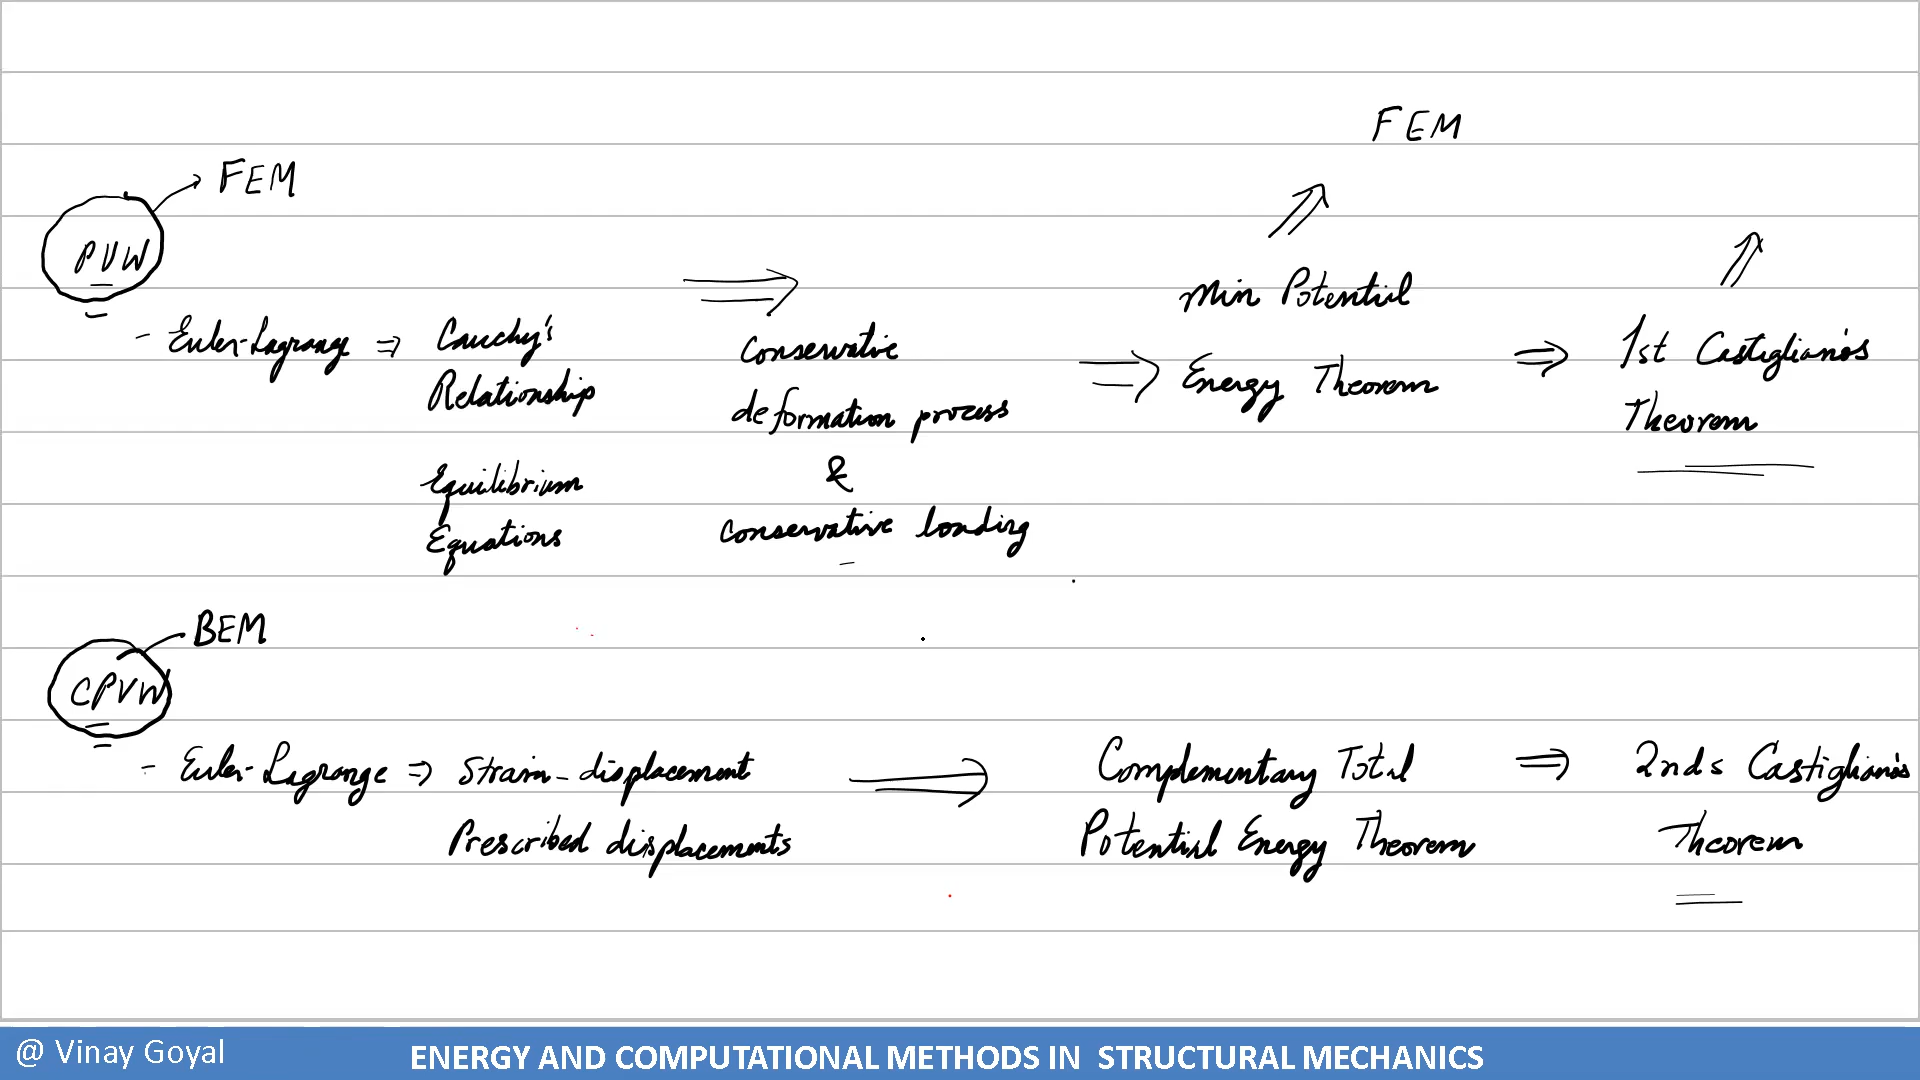 FEM
FEM
PVW
Min Potential
- Euler-Lagrange ⇒ Cauchy's
Relationship
Conservative
deformation process
⇒ Energy Theorem
⇒ 1st Castigliano's
Theorem
Equilibrium
Equations
&
conservative loading
BEM
CPVW
- Euler-Lagrange ⇒ Strain-displacement
Prescribed displacements
Complementary Total
Potential Energy Theorem
⇒ 2nds Castigliano's
Theorem
@ Vinay Goyal
ENERGY AND COMPUTATIONAL METHODS IN STRUCTURAL MECHANICS